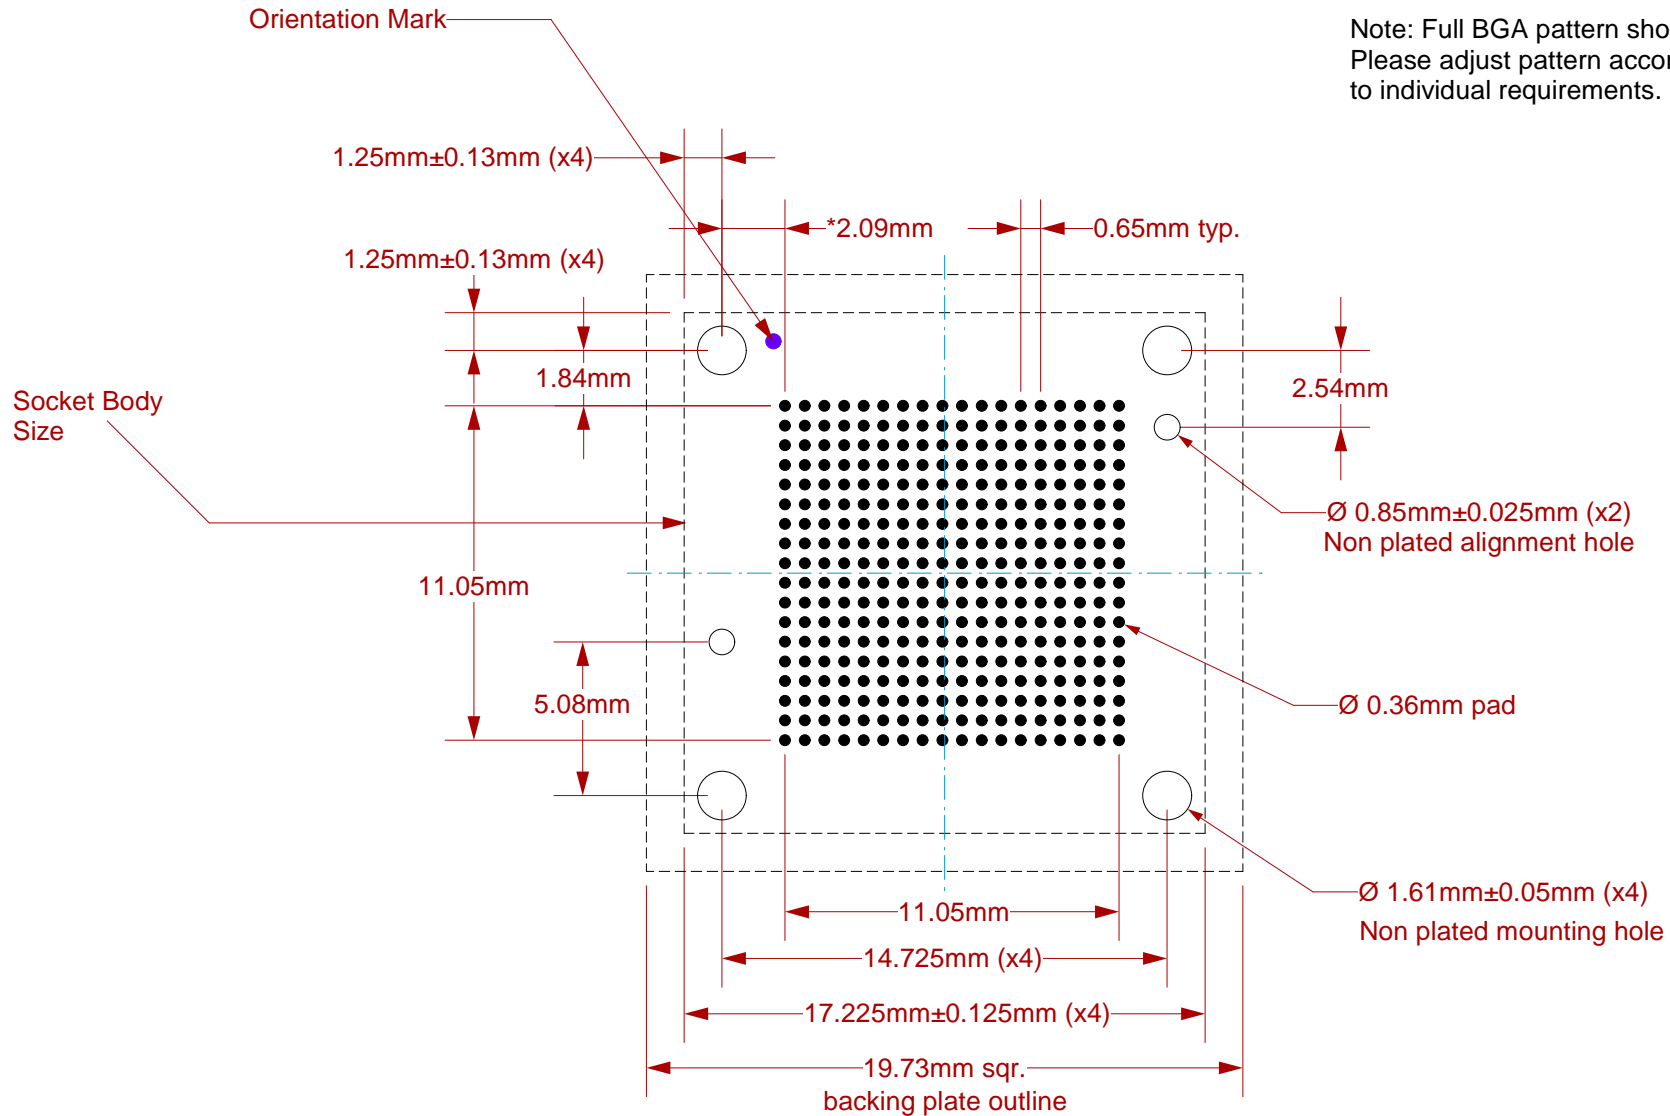 Orientation Mark
Note: Full BGA pattern
Please adjust pattern
to individual requirements.
1.25mm±0.13mm (x4)
*2.09mm
0.65mm typ.
1.25mm±0.13mm (x4)
1.84mm
2.54mm
Socket Body
Size
Ø 0.85mm±0.025mm (x2)
Non plated alignment hole
11.05mm
5.08mm
Ø 0.36mm pad
Ø 1.61mm±0.05mm (x4)
Non plated mounting hole
11.05mm
14.725mm (x4)
17.225mm±0.125mm (x4)
19.73mm sqr.
backing plate outline